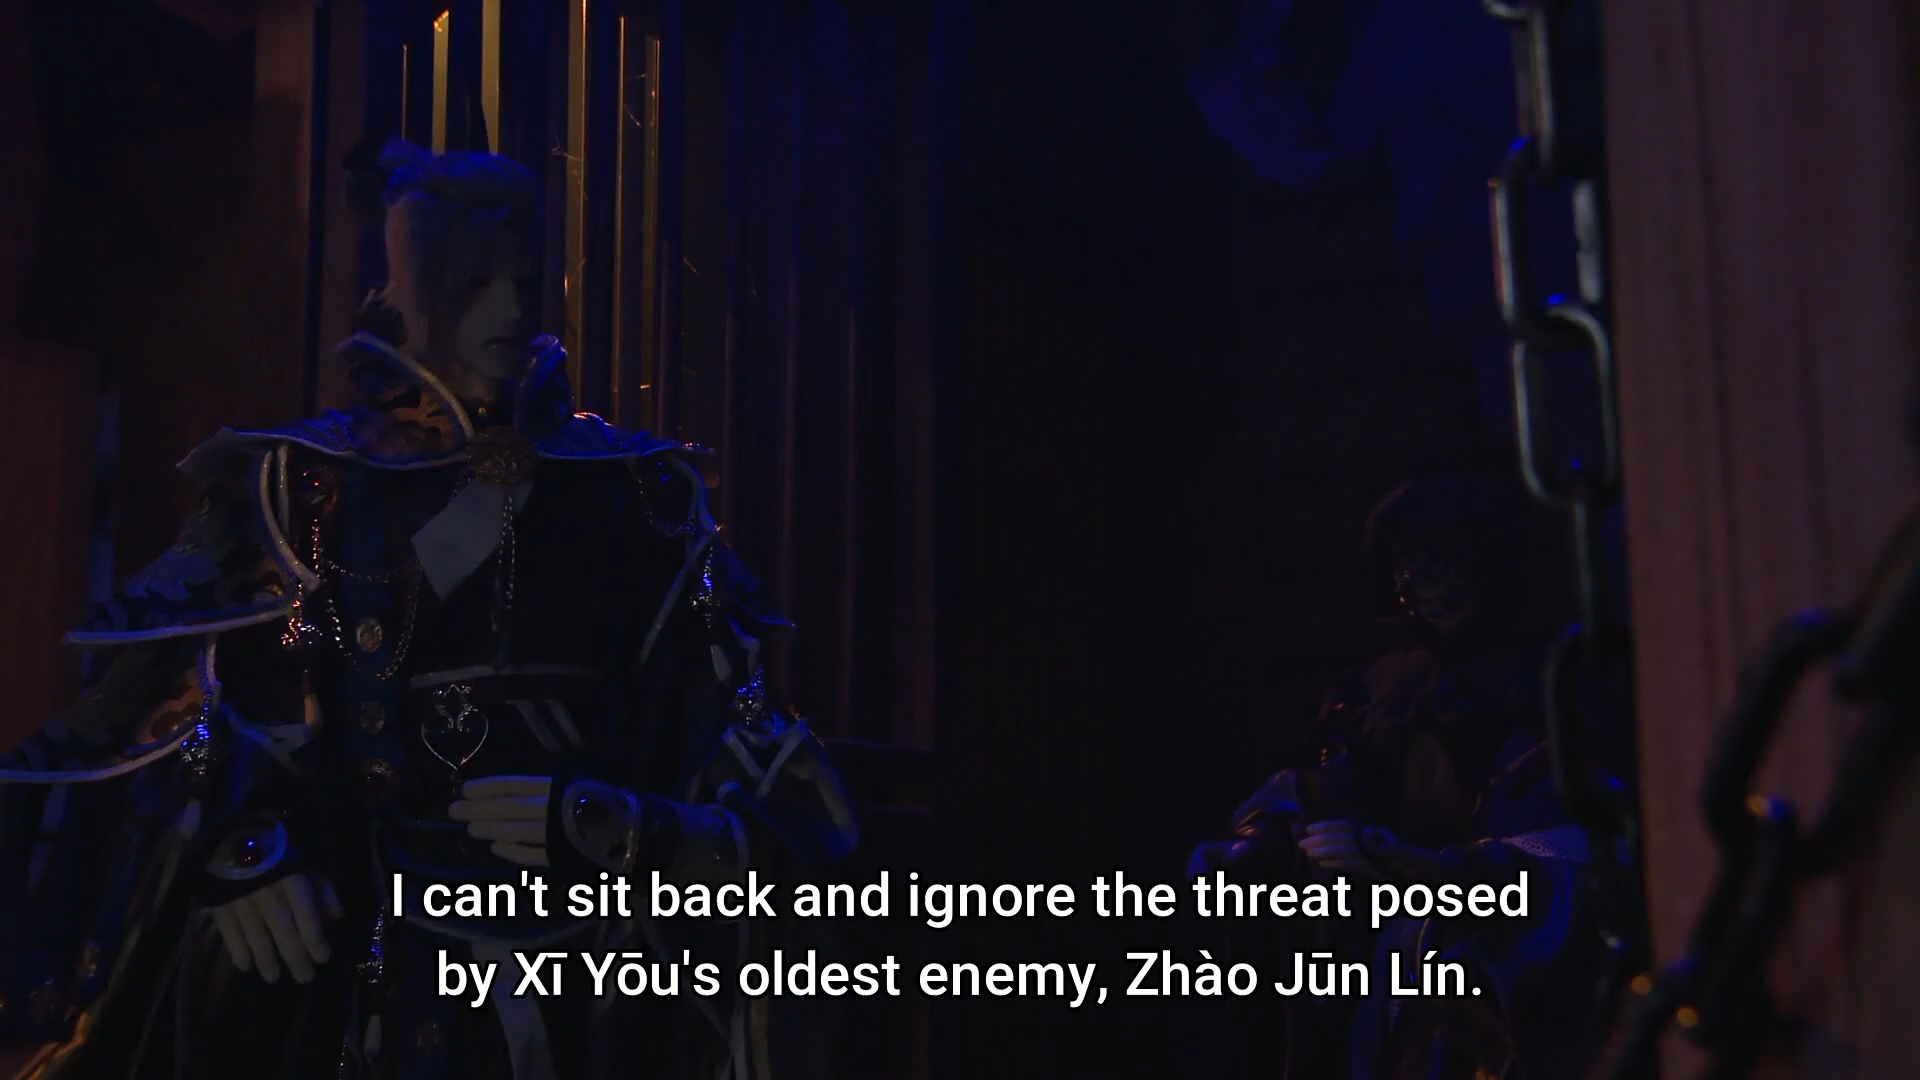 I can't sit back and ignore the threat posed
by Xī Yōu's oldest enemy, Zhào Jūn Lín.